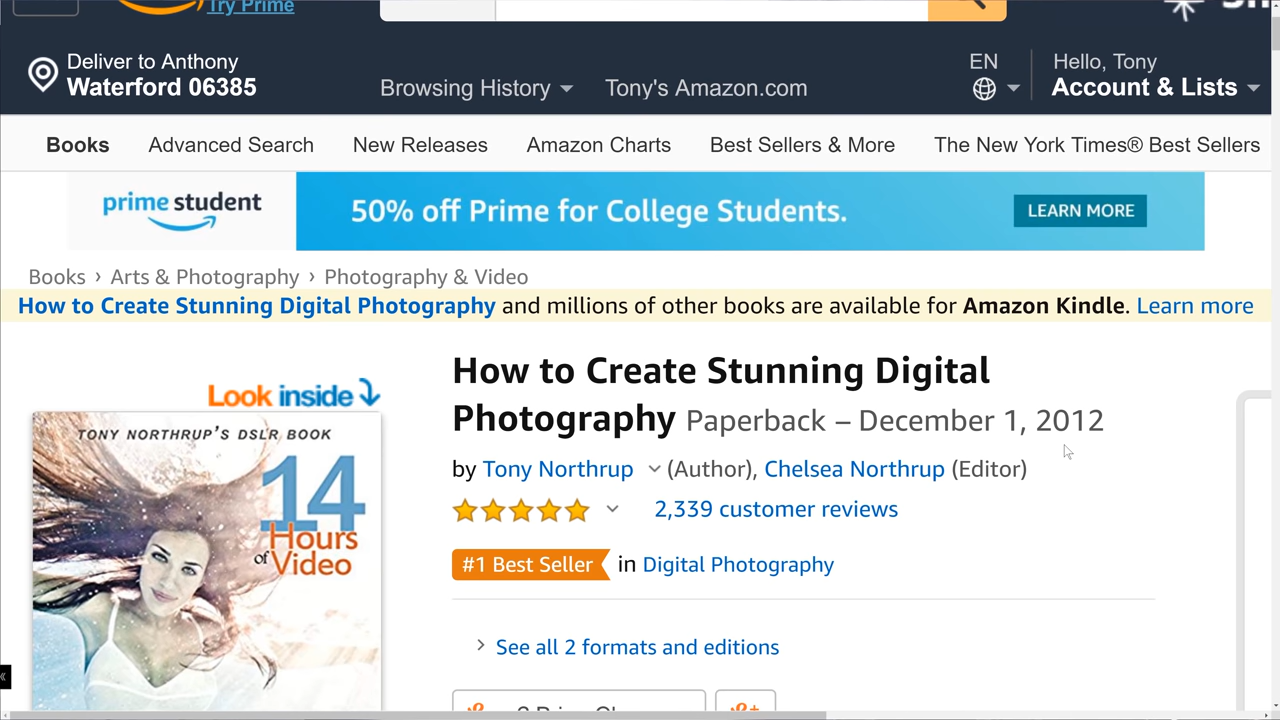 Try Prime
Deliver to Anthony
Waterford 06385
Browsing History
Tony's Amazon.com
EN
Hello, Tony
Account & Lists
Books
Advanced Search
New Releases
Amazon Charts
Best Sellers & More
The New York Times® Best Sellers
prime student
50% off Prime for College Students.
LEARN MORE
Books › Arts & Photography › Photography & Video
How to Create Stunning Digital Photography and millions of other books are available for Amazon Kindle. Learn more
Look inside
TONY NORTHRUP'S DSLR BOOK
14
Hours
of Video
How to Create Stunning Digital
Photography Paperback – December 1, 2012
by Tony Northrup (Author), Chelsea Northrup (Editor)
2,339 customer reviews
#1 Best Seller in Digital Photography
See all 2 formats and editions